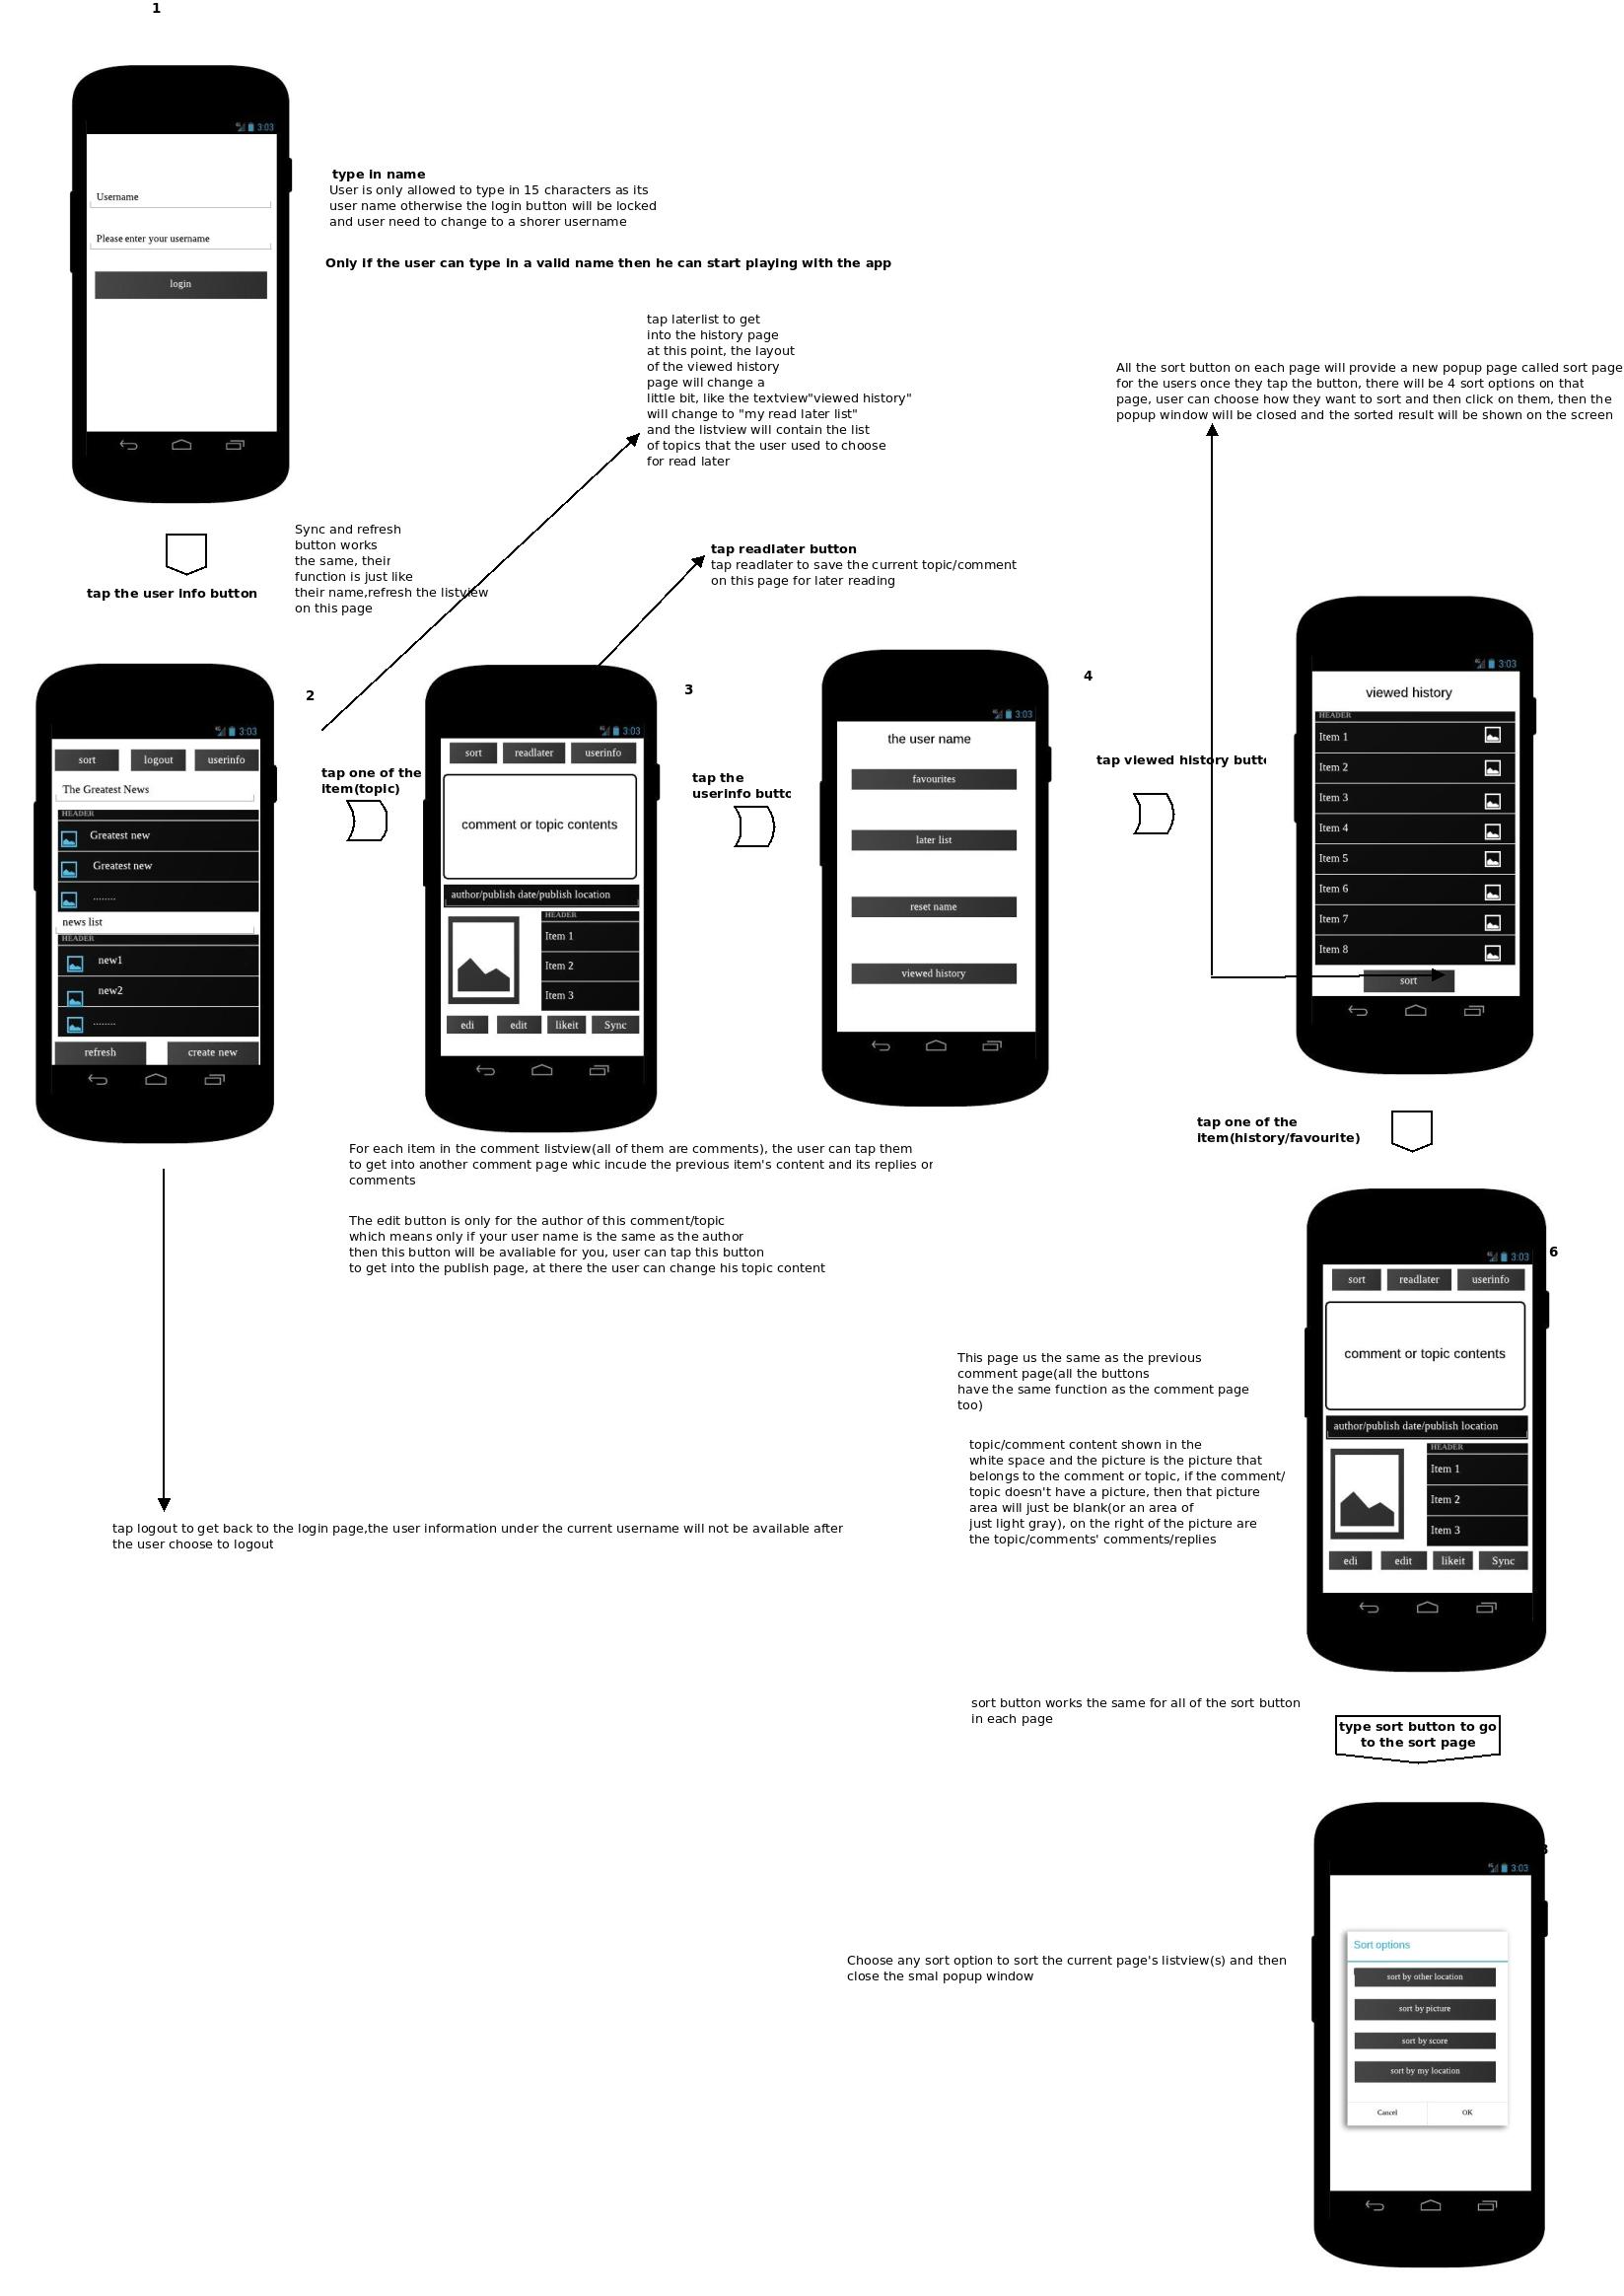 1
3:03
Username
Please enter your username
login
type in name
User is only allowed to type in 15 characters as its
user name otherwise the login button will be locked
and user need to change to a shorer username
Only if the user can type in a valid name then he can start playing with the app
tap laterlist to get
into the history page
at this point, the layout
of the viewed history
page will change a
little bit, like the textview"viewed history"
will change to "my read later list"
and the listview will contain the list
of topics that the user used to choose
for read later
All the sort button on each page will provide a new popup page called sort page
for the users once they tap the button, there will be 4 sort options on that
page, user can choose how they want to sort and then click on them, then the
popup window will be closed and the sorted result will be shown on the screen
tap the user info button
Sync and refresh
button works
the same, their
function is just like
their name,refresh the listview
on this page
tap readlater button
tap readlater to save the current topic/comment
on this page for later reading
3:03
sort logout userinfo
The Greatest News
HEADER
Greatest new
Greatest new
........
news list
HEADER
new1
new2
........
refresh create new
2
tap one of the
item(topic)
3:03
sort readlater userinfo
comment or topic contents
author/publish date/publish location
HEADER
Item 1
Item 2
Item 3
edi edit likeit Sync
3
tap the
userinfo butto
3:03
the user name
favourites
later list
reset name
viewed history
4
tap viewed history butto
3:03
viewed history
HEADER
Item 1
Item 2
Item 3
Item 4
Item 5
Item 6
Item 7
Item 8
sort
For each item in the comment listview(all of them are comments), the user can tap them
to get into another comment page whic incude the previous item's content and its replies or
comments
The edit button is only for the author of this comment/topic
which means only if your user name is the same as the author
then this button will be avaliable for you, user can tap this button
to get into the publish page, at there the user can change his topic content
tap one of the
item(history/favourite)
6
3:03
sort readlater userinfo
comment or topic contents
author/publish date/publish location
HEADER
Item 1
Item 2
Item 3
edi edit likeit Sync
This page us the same as the previous
comment page(all the buttons
have the same function as the comment page
too)
topic/comment content shown in the
white space and the picture is the picture that
belongs to the comment or topic, if the comment/
topic doesn't have a picture, then that picture
area will just be blank(or an area of
just light gray), on the right of the picture are
the topic/comments' comments/replies
tap logout to get back to the login page,the user information under the current username will not be available after
the user choose to logout
sort button works the same for all of the sort button
in each page
type sort button to go
to the sort page
3:03
Sort options
sort by other location
sort by picture
sort by score
sort by my location
Cancel OK
Choose any sort option to sort the current page's listview(s) and then
close the smal popup window